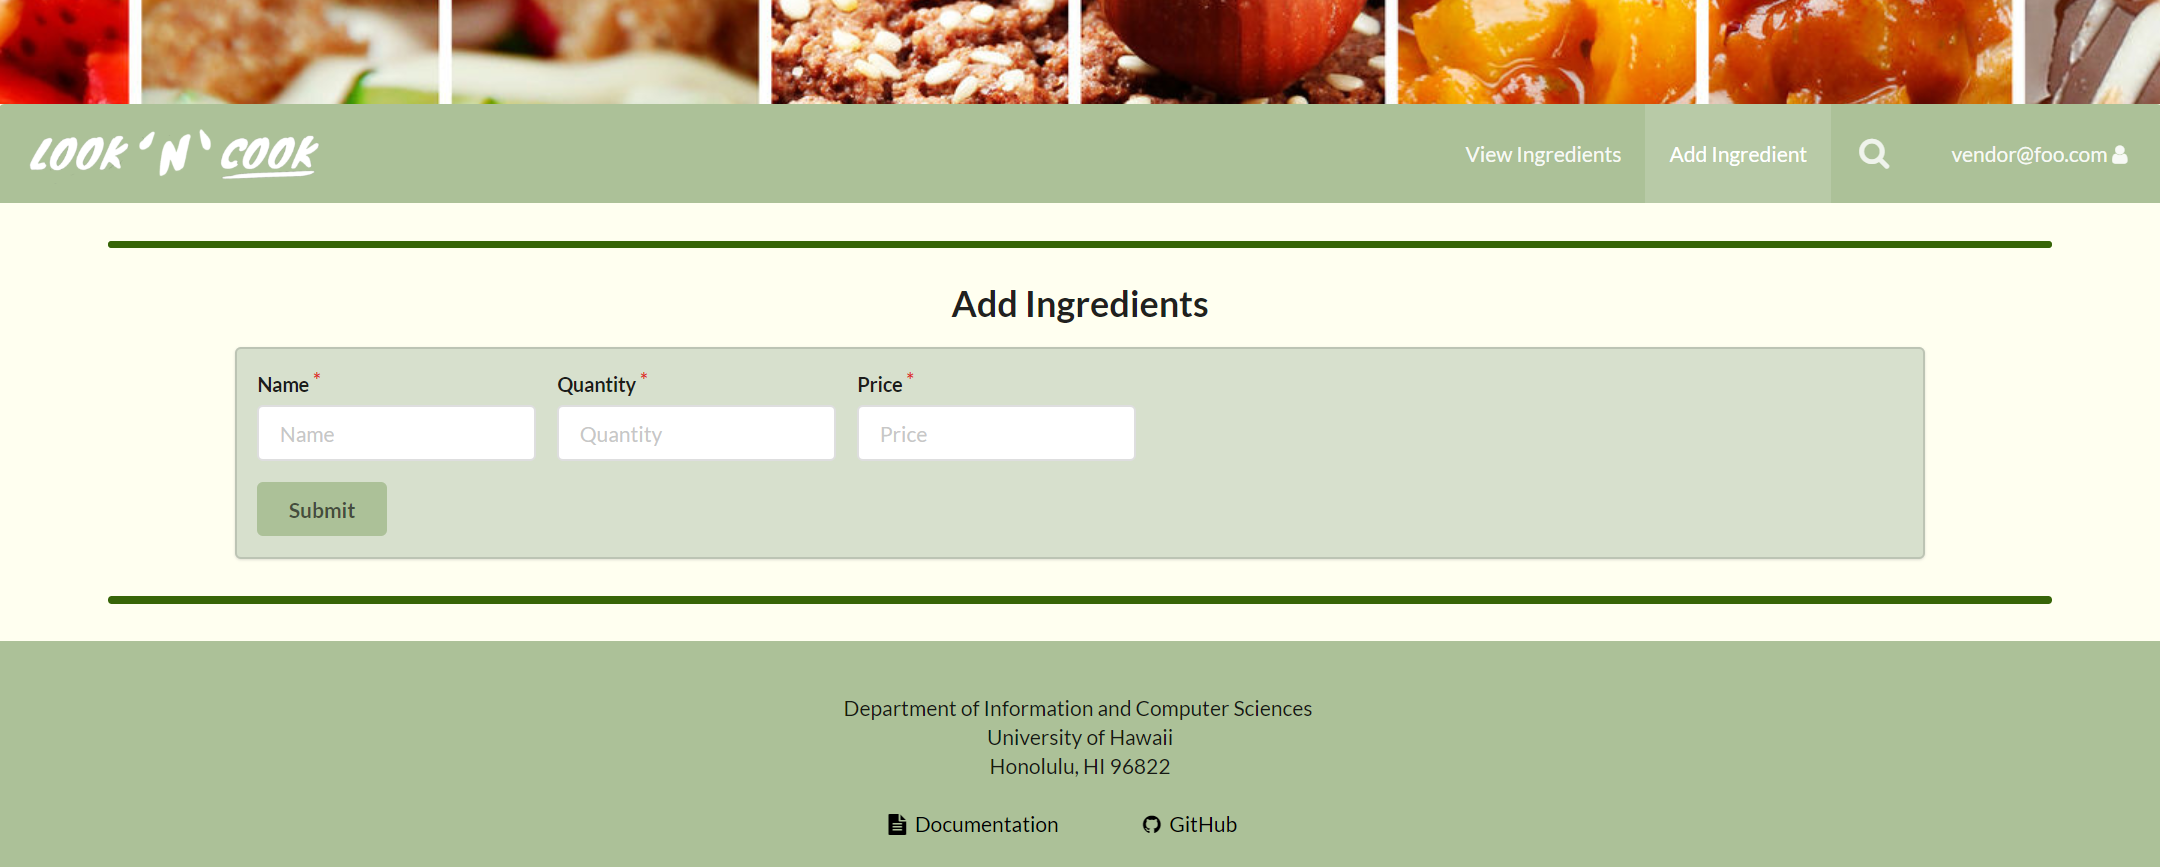 LOOK 'N' COOK
View Ingredients
Add Ingredient
vendor@foo.com
Add Ingredients
Name *
Quantity *
Price *
Name
Quantity
Price
Submit
Department of Information and Computer Sciences
University of Hawaii
Honolulu, HI 96822
Documentation
GitHub